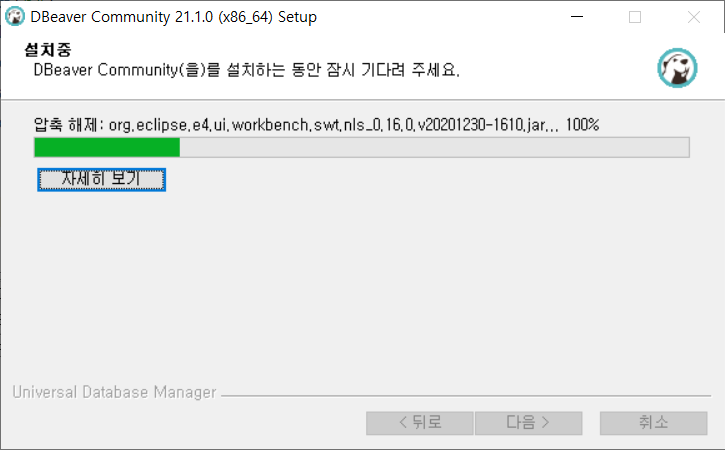 DBeaver Community 21.1.0 (x86_64) Setup
설치중
DBeaver Community(을)를 설치하는 동안 잠시 기다려 주세요.
압축 해제: org.eclipse.e4.ui.workbench.swt.nls_0.16.0.v20201230-1610.jar... 100%
자세히 보기
Universal Database Manager
< 뒤로 다음 > 취소